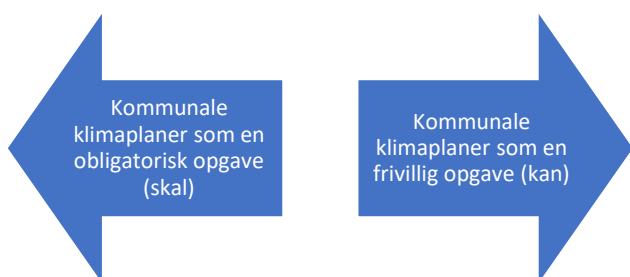 Kommunale
klimaplaner som en
obligatorisk opgave
(skal)
Kommunale
klimaplaner som en
frivillig opgave (kan)